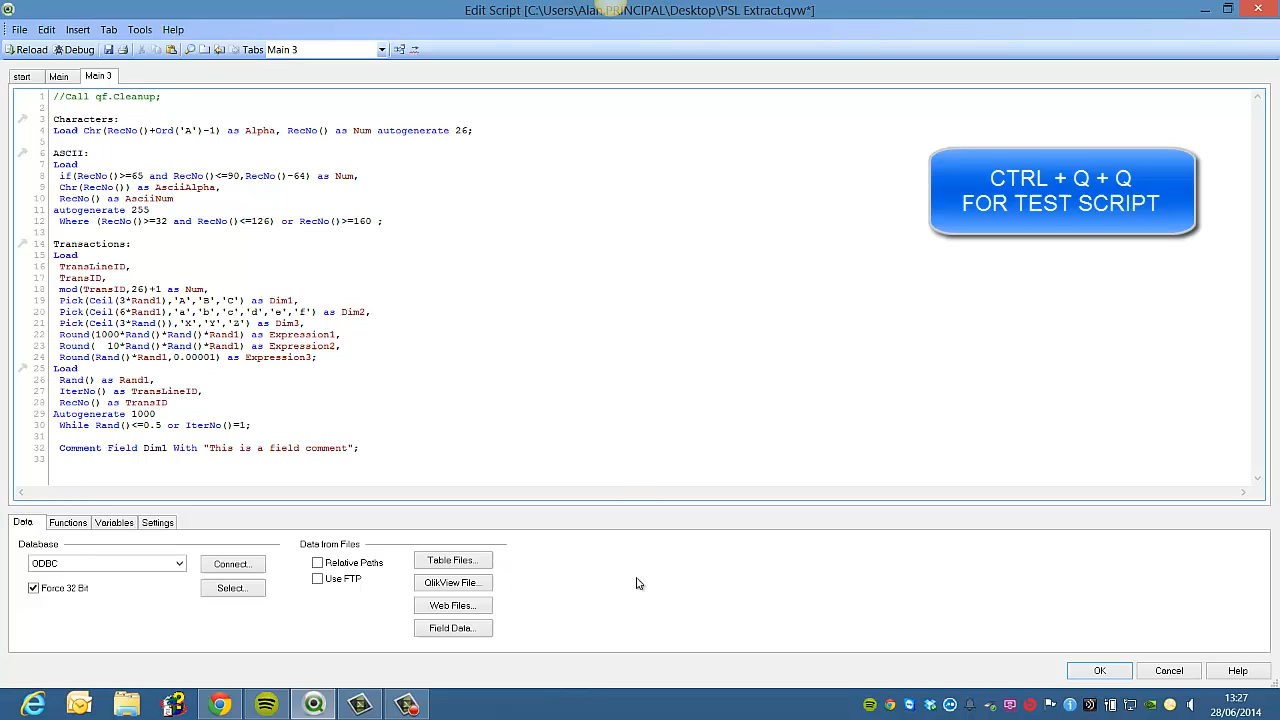 Edit Script [C:\Users\Alan.PRINCIPAL\Desktop\PSL Extract.qvw*]
File Edit Insert Tab Tools Help
Reload Debug Tabs Main 3
start Main Main 3
1 //Call qf.Cleanup;
2
3 Characters:
4 Load Chr(RecNo()+Ord('A')-1) as Alpha, RecNo() as Num autogenerate 26;
5
6 ASCII:
7 Load
8 if(RecNo()>=65 and RecNo()<=90,RecNo()-64) as Num,
9 Chr(RecNo()) as AsciiAlpha,
10 RecNo() as AsciiNum
11 autogenerate 255
12 Where (RecNo()>=32 and RecNo()<=126) or RecNo()>=160 ;
13
14 Transactions:
15 Load
16 TransLineID,
17 TransID,
18 mod(TransID,26)+1 as Num,
19 Pick(Ceil(3*Rand1),'A','B','C') as Dim1,
20 Pick(Ceil(6*Rand1),'a','b','c','d','e','f') as Dim2,
21 Pick(Ceil(3*Rand()),'X','Y','Z') as Dim3,
22 Round(1000*Rand()*Rand()*Rand1) as Expression1,
23 Round( 10*Rand()*Rand()*Rand1) as Expression2,
24 Round(Rand()*Rand1,0.00001) as Expression3;
25 Load
26 Rand() as Rand1,
27 IterNo() as TransLineID,
28 RecNo() as TransID
29 Autogenerate 1000
30 While Rand()<=0.5 or IterNo()=1;
31
32 Comment Field Dim1 With "This is a field comment";
33
CTRL + Q + Q
FOR TEST SCRIPT
Data Functions Variables Settings
Database
ODBC
Connect...
Force 32 Bit
Select...
Data from Files
Relative Paths
Use FTP
Table Files...
QlikView File...
Web Files...
Field Data...
OK Cancel Help
13:27
28/06/2014